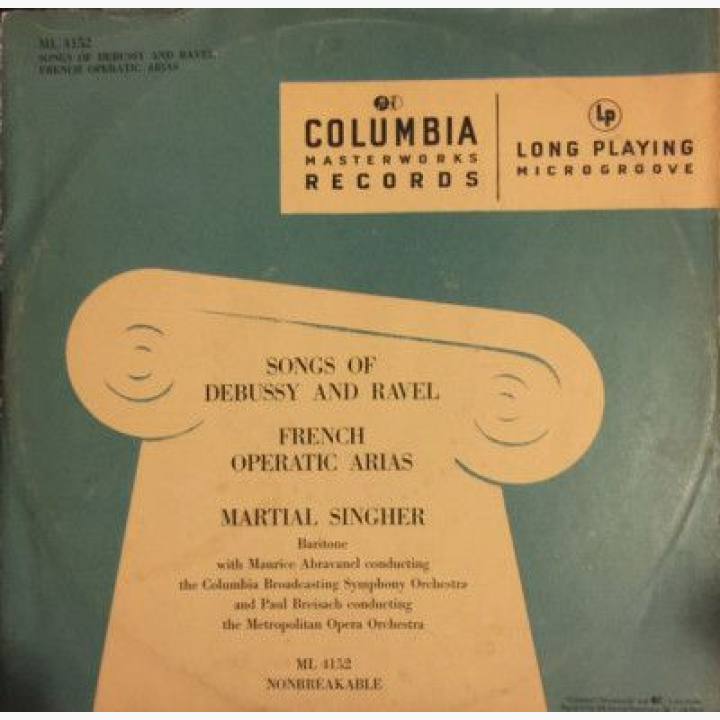 ML 4152
SONGS OF DEBUSSY AND RAVEL
FRENCH OPERATIC ARIAS
COLUMBIA
MASTERWORKS
RECORDS
LP
LONG PLAYING
MICROGROOVE
SONGS OF
DEBUSSY AND RAVEL
FRENCH
OPERATIC ARIAS
MARTIAL SINGHER
Baritone
with Maurice Abravanel conducting
the Columbia Broadcasting Symphony Orchestra
and Paul Breisach conducting
the Metropolitan Opera Orchestra
ML 4152
NONBREAKABLE